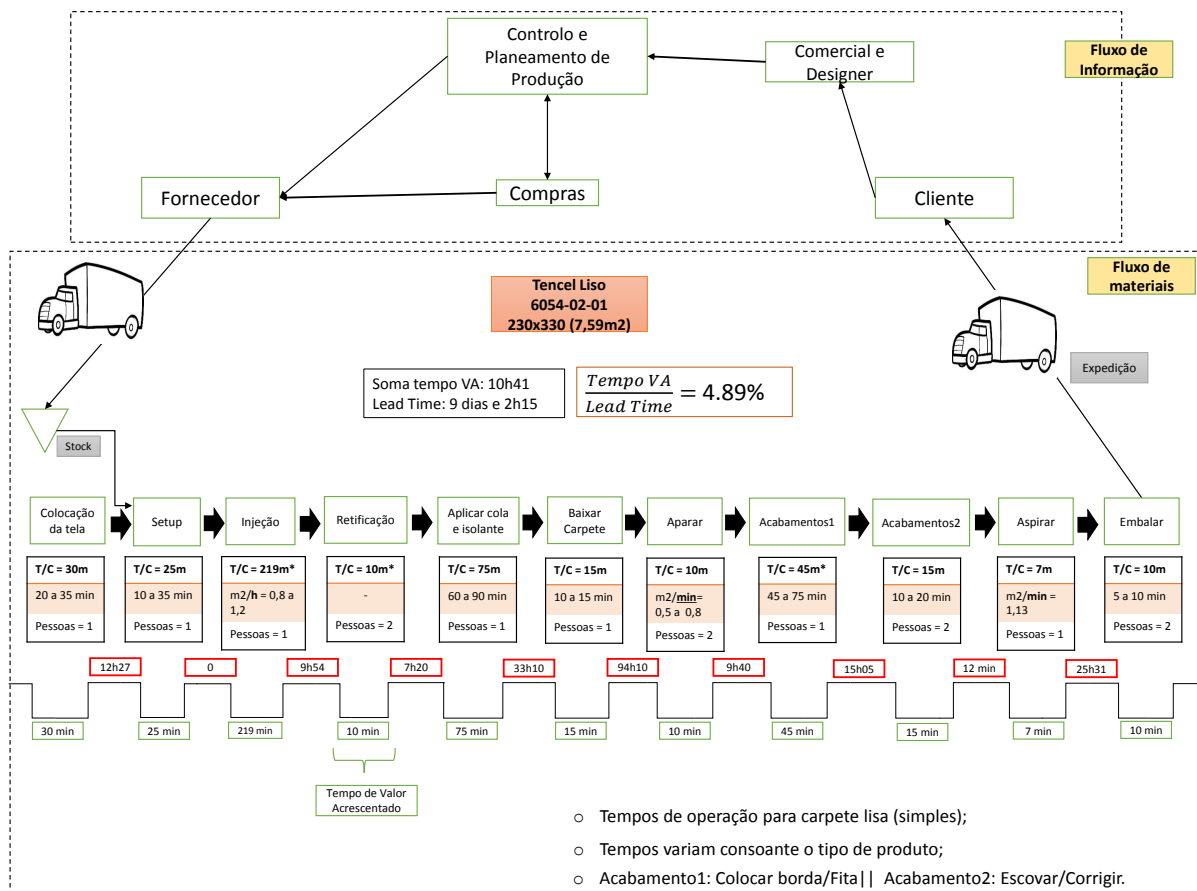 Controlo e
Planeamento de
Produção
Comercial e
Designer
Fluxo de
Informação
Fornecedor
Compras
Cliente
Fluxo de
materiais
Tencel Liso
6054-02-01
230x330 (7,59m2)
Soma tempo VA: 10h41
Lead Time: 9 dias e 2h15
Tempo VA
Lead Time
= 4.89%
Expedição
Stock
Colocação
da tela
Setup
Injeção
Retificação
Aplicar cola
e isolante
Baixar
Carpete
Aparar
Acabamentos1
Acabamentos2
Aspirar
Embalar
T/C = 30m
20 a 35 min
Pessoas = 1
T/C = 25m
10 a 35 min
Pessoas = 1
T/C = 219m*
m2/h = 0,8 a
1,2
Pessoas = 1
T/C = 10m*
-
Pessoas = 2
T/C = 75m
60 a 90 min
Pessoas = 1
T/C = 15m
10 a 15 min
Pessoas = 1
T/C = 10m
m2/min=
0,5 a 0,8
Pessoas = 2
T/C = 45m*
45 a 75 min
Pessoas = 1
T/C = 15m
10 a 20 min
Pessoas = 2
T/C = 7m
m2/min =
1,13
Pessoas = 1
T/C = 10m
5 a 10 min
Pessoas = 2
12h27
0
9h54
7h20
33h10
94h10
9h40
15h05
12 min
25h31
30 min
25 min
219 min
10 min
75 min
15 min
10 min
45 min
15 min
7 min
10 min
Tempo de Valor
Acrescentado
o Tempos de operação para carpete lisa (simples);
o Tempos variam consoante o tipo de produto;
o Acabamento1: Colocar borda/Fita|| Acabamento2: Escovar/Corrigir.